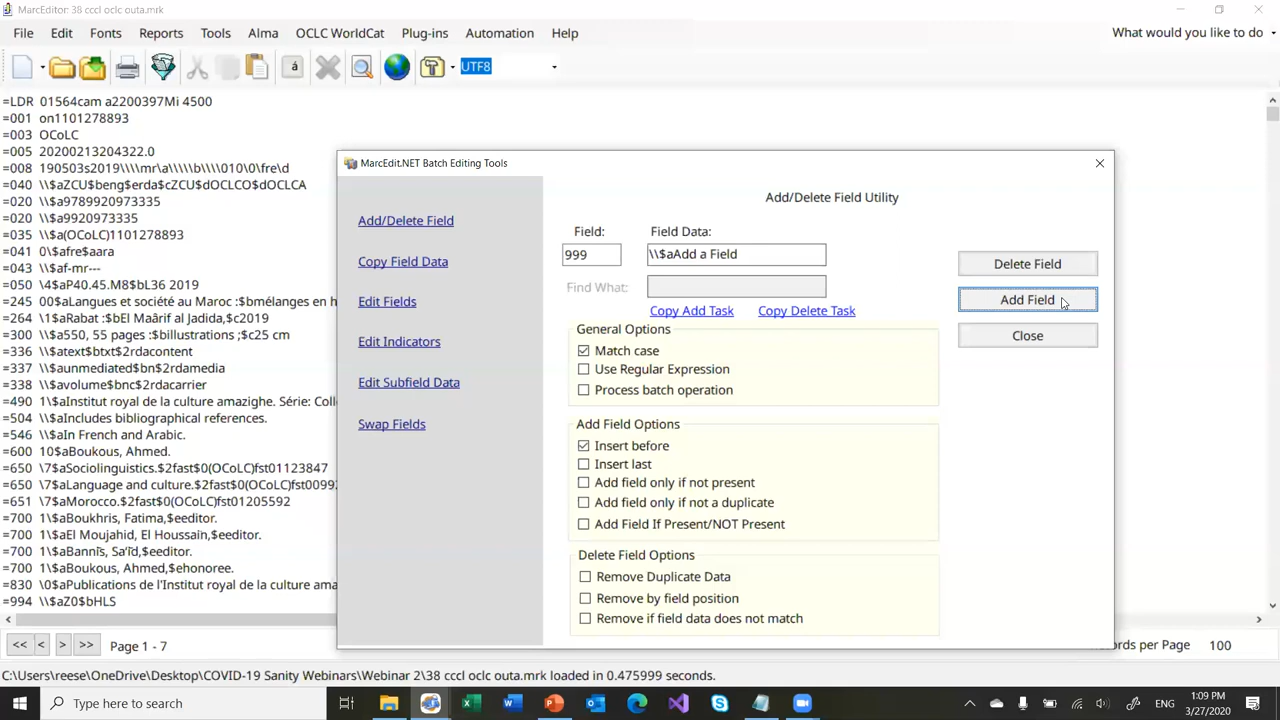 MarcEditor: 38 cccl oclc outa.mrk
File Edit Fonts Reports Tools Alma OCLC WorldCat Plug-ins Automation Help What would you like to do
á UTF8
=LDR 01564cam a2200397Mi 4500
=001 on1101278893
=003 OCoLC
=005 20200213204322.0
=008 190503s2019\\\\mr\a\\\\\b\\\\010\0\fre\d
=040 \\$aZCU$beng$erda$cZCU$dOCLCO$dOCLCA
=020 \\$a9789920973335
=020 \\$a9920973335
=035 \\$a(OCoLC)1101278893
=041 0\$afre$aara
=043 \\$af-mr---
=050 \4$aP40.45.M8$bL36 2019
=245 00$aLangues et société au Maroc :$bmélanges en h
=264 \1$aRabat :$bEl Maârif al Jadida,$c2019
=300 \\$a550, 55 pages :$billustrations ;$c25 cm
=336 \\$atext$btxt$2rdacontent
=337 \\$aunmediated$bn$2rdamedia
=338 \\$avolume$bnc$2rdacarrier
=490 1\$aInstitut royal de la culture amazighe. Série: Coll
=504 \\$aIncludes bibliographical references.
=546 \\$aIn French and Arabic.
=600 10$aBoukous, Ahmed.
=650 \7$aSociolinguistics.$2fast$0(OCoLC)fst01123847
=650 \7$aLanguage and culture.$2fast$0(OCoLC)fst00992
=651 \7$aMorocco.$2fast$0(OCoLC)fst01205592
=700 1\$aBoukhris, Fatima,$eeditor.
=700 1\$aEl Moujahid, El Houssaïn,$eeditor.
=700 1\$aBannīs, Saʻīd,$eeditor.
=700 1\$aBoukous, Ahmed,$ehonoree.
=830 \0$aPublications de l'Institut royal de la culture ama
=994 \\$aZ0$bHLS
MarcEdit.NET Batch Editing Tools
Add/Delete Field
Copy Field Data
Edit Fields
Edit Indicators
Edit Subfield Data
Swap Fields
Add/Delete Field Utility
Field: Field Data:
999 \\$aAdd a Field
Find What:
Copy Add Task Copy Delete Task
Delete Field
Add Field
Close
General Options
Match case
Use Regular Expression
Process batch operation
Add Field Options
Insert before
Insert last
Add field only if not present
Add field only if not a duplicate
Add Field If Present/NOT Present
Delete Field Options
Remove Duplicate Data
Remove by field position
Remove if field data does not match
<< < > >> Page 1 - 7 ords per Page 100
C:\Users\reese\OneDrive\Desktop\COVID-19 Sanity Webinars\Webinar 2\38 cccl oclc outa.mrk loaded in 0.475999 seconds.
Type here to search
1:09 PM
3/27/2020